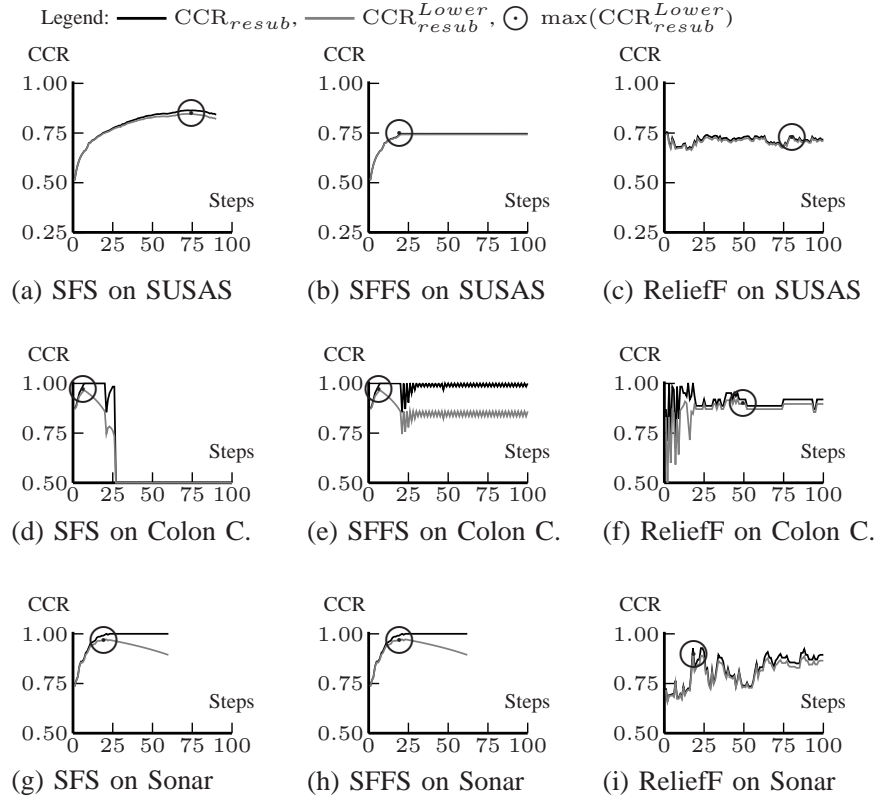 Legend: CCR_resub, CCR^Lower_resub, ⊙ max(CCR^Lower_resub)
CCR CCR CCR
1.00 1.00 1.00
0.75 0.75 0.75
0.50 0.50 0.50
Steps Steps Steps
0.25 0.25 0.25
0 25 50 75 100 0 25 50 75 100 0 25 50 75 100
(a) SFS on SUSAS (b) SFFS on SUSAS (c) ReliefF on SUSAS
CCR CCR CCR
1.00 1.00 1.00
0.75 0.75 0.75
Steps Steps Steps
0.50 0.50 0.50
0 25 50 75 100 0 25 50 75 100 0 25 50 75 100
(d) SFS on Colon C. (e) SFFS on Colon C. (f) ReliefF on Colon C.
CCR CCR CCR
1.00 1.00 1.00
0.75 0.75 0.75
Steps Steps Steps
0.50 0.50 0.50
0 25 50 75 100 0 25 50 75 100 0 25 50 75 100
(g) SFS on Sonar (h) SFFS on Sonar (i) ReliefF on Sonar